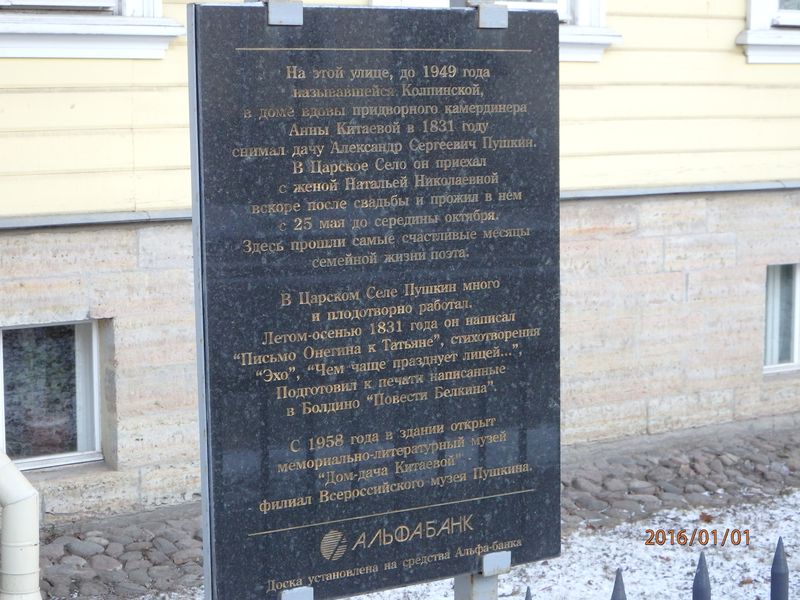 На этой улице, до 1949 года
называвшейся Колпинской,
в доме вдовы придворного камердинера
Анны Китаевой в 1831 году
снимал дачу Александр Сергеевич Пушкин.
В Царское Село он приехал
с женой Натальей Николаевной
вскоре после свадьбы и прожил в нем
с 25 мая до середины октября.
Здесь прошли самые счастливые месяцы
семейной жизни поэта.
В Царском Селе Пушкин много
и плодотворно работал.
Летом-осенью 1831 года он написал
"Письмо Онегина к Татьяне", стихотворения
"Эхо", "Чем чаще празднует лицей...",
Подготовил к печати написанные
в Болдино "Повести Белкина".
С 1958 года в здании открыт
мемориально-литературный музей
"Дом-дача Китаевой" -
филиал Всероссийского музея Пушкина.
АЛЬФА БАНК
Доска установлена на средства Альфа-банка
2016/01/01